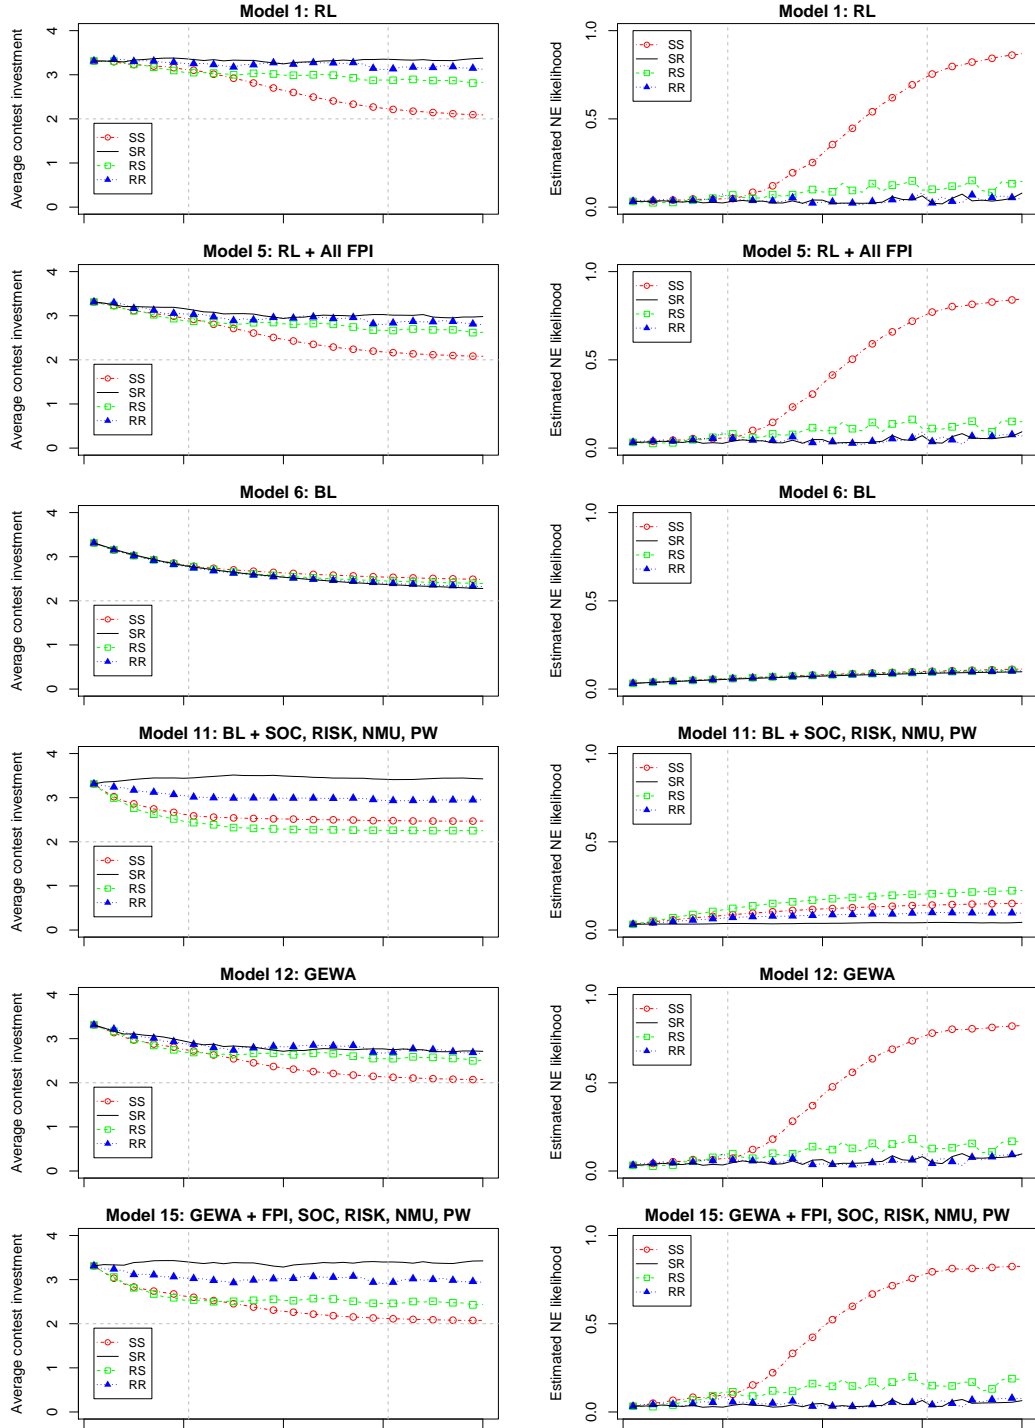 Model 1: RL
Average contest investment
4
3
2
1
0
SS
SR
RS
RR
Model 1: RL
Estimated NE likelihood
1.0
0.5
0.0
SS
SR
RS
RR
Model 5: RL + All FPI
Average contest investment
4
3
2
1
0
SS
SR
RS
RR
Model 5: RL + All FPI
Estimated NE likelihood
1.0
0.5
0.0
SS
SR
RS
RR
Model 6: BL
Average contest investment
4
3
2
1
0
SS
SR
RS
RR
Model 6: BL
Estimated NE likelihood
1.0
0.5
0.0
SS
SR
RS
RR
Model 11: BL + SOC, RISK, NMU, PW
Average contest investment
4
3
2
1
0
SS
SR
RS
RR
Model 11: BL + SOC, RISK, NMU, PW
Estimated NE likelihood
1.0
0.5
0.0
SS
SR
RS
RR
Model 12: GEWA
Average contest investment
4
3
2
1
0
SS
SR
RS
RR
Model 12: GEWA
Estimated NE likelihood
1.0
0.5
0.0
SS
SR
RS
RR
Model 15: GEWA + FPI, SOC, RISK, NMU, PW
Average contest investment
4
3
2
1
0
SS
SR
RS
RR
Model 15: GEWA + FPI, SOC, RISK, NMU, PW
Estimated NE likelihood
1.0
0.5
0.0
SS
SR
RS
RR